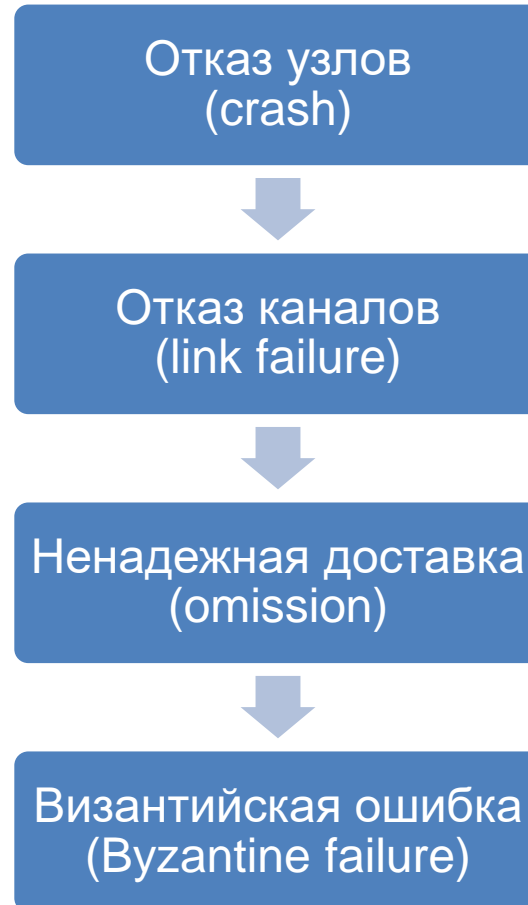 Отказ узлов
(crash)
Отказ каналов
(link failure)
Ненадежная доставка
(omission)
Византийская ошибка
(Byzantine failure)